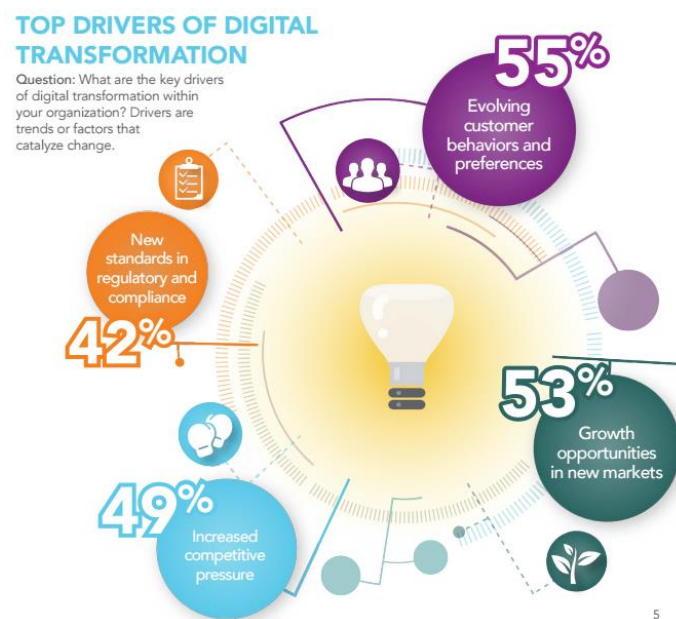 TOP DRIVERS OF DIGITAL
TRANSFORMATION
Question: What are the key drivers
of digital transformation within
your organization? Drivers are
trends or factors that
catalyze change.
55%
Evolving
customer
behaviors and
preferences
New
standards in
regulatory and
compliance
42%
53%
Growth
opportunities
in new markets
49%
Increased
competitive
pressure
5